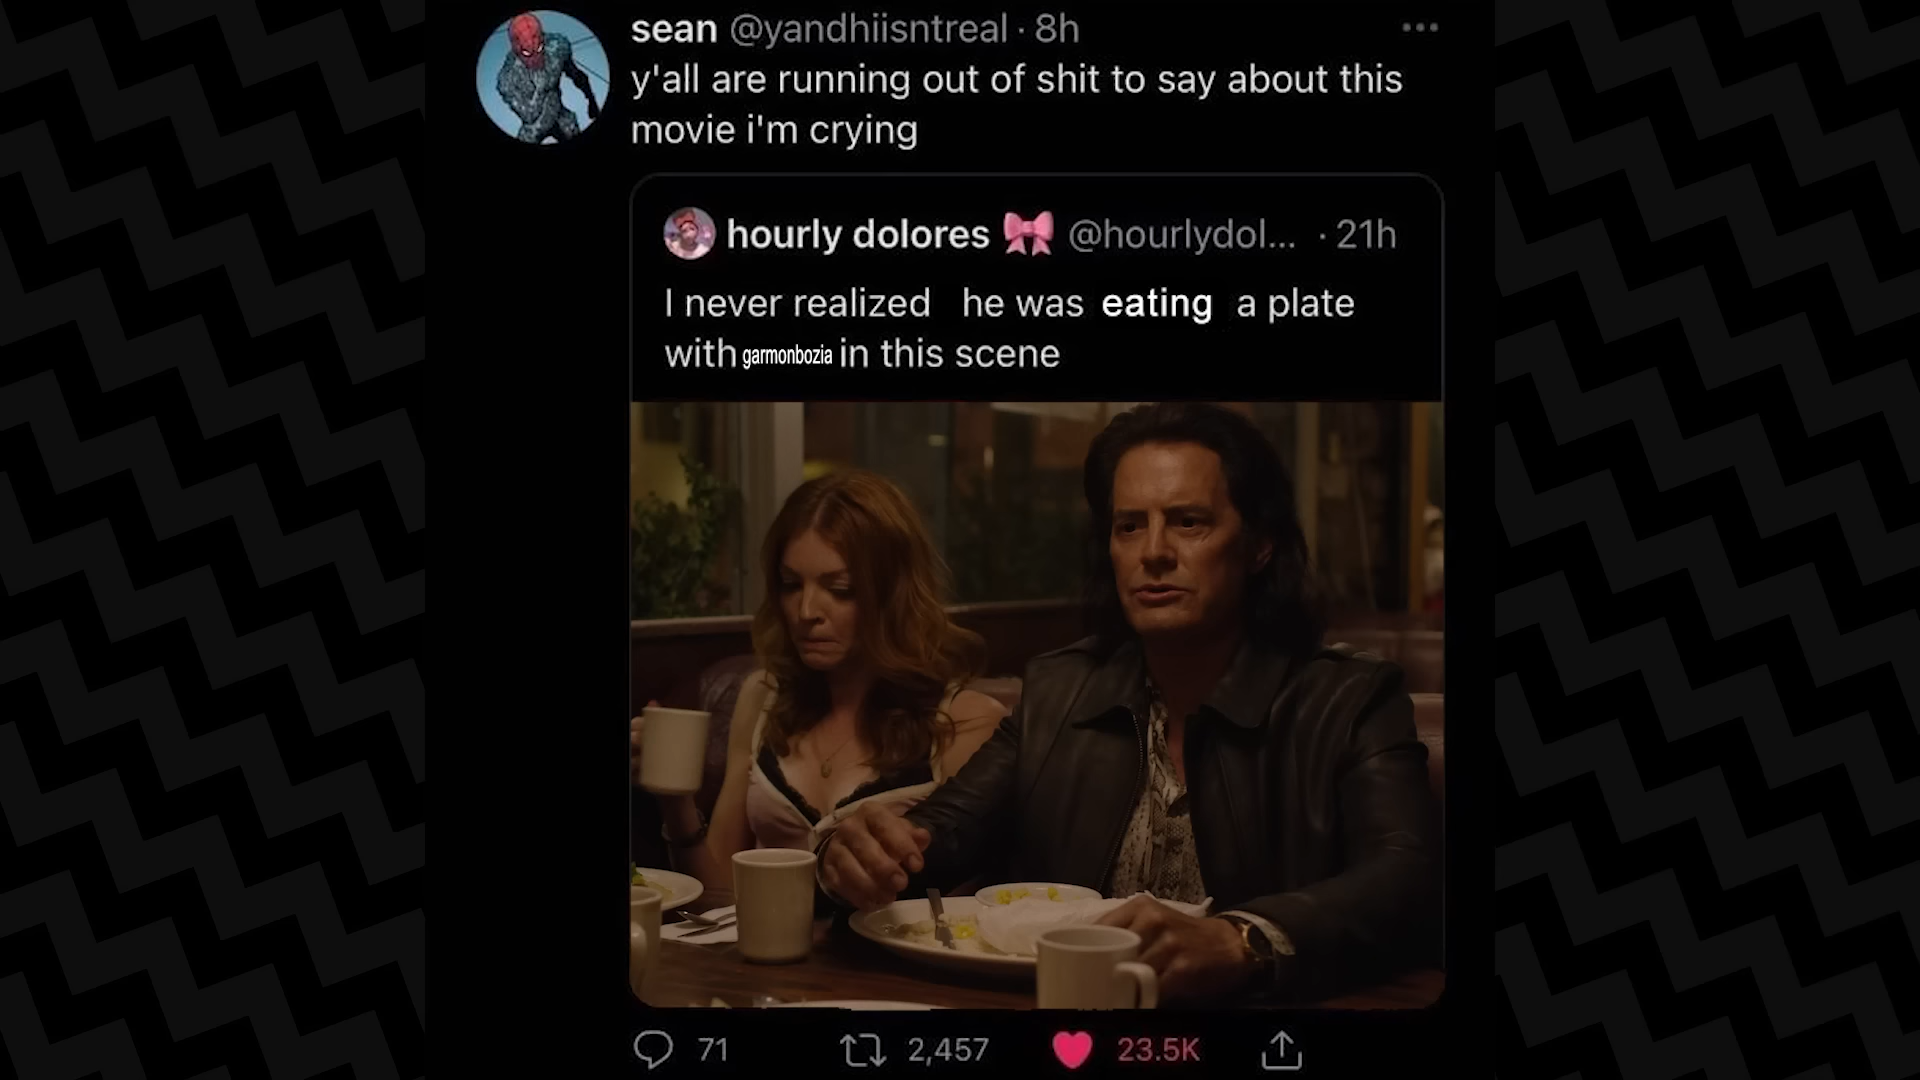 sean @yandhiisntreal · 8h
y'all are running out of shit to say about this
movie i'm crying
hourly dolores @hourlydol... · 21h
I never realized he was eating a plate
with garmonbozia in this scene
71 2,457 23.5K